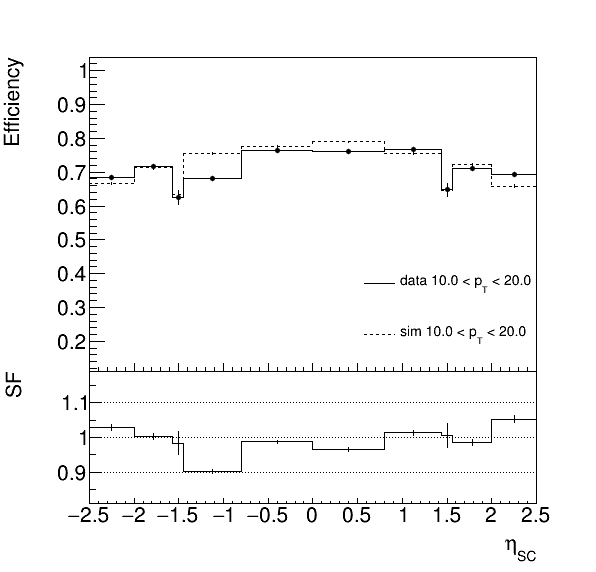 Efficiency
1
0.9
0.8
0.7
0.6
0.5
0.4
0.3
0.2
data 10.0 < p_T < 20.0
sim 10.0 < p_T < 20.0
SF
1.1
1
0.9
−2.5 −2 −1.5 −1 −0.5 0 0.5 1 1.5 2 2.5
η_SC